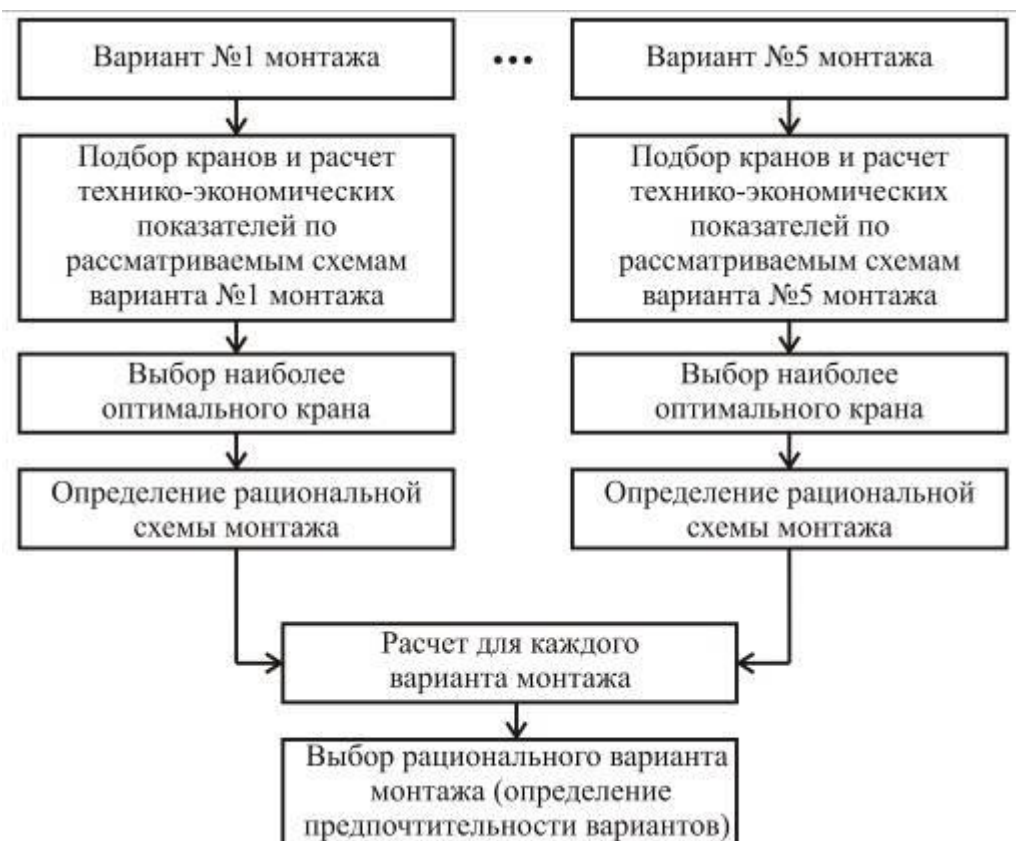 Вариант №1 монтажа
•••
Вариант №5 монтажа
Подбор кранов и расчет
технико-экономических
показателей по
рассматриваемым схемам
варианта №1 монтажа
Подбор кранов и расчет
технико-экономических
показателей по
рассматриваемым схемам
варианта №5 монтажа
Выбор наиболее
оптимального крана
Выбор наиболее
оптимального крана
Определение рациональной
схемы монтажа
Определение рациональной
схемы монтажа
Расчет для каждого
варианта монтажа
Выбор рационального варианта
монтажа (определение
предпочтительности вариантов)